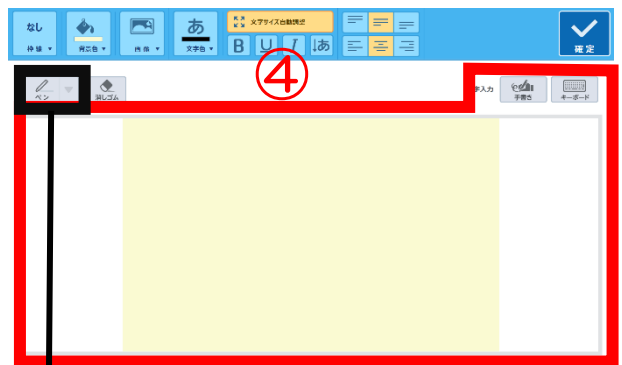 なし
枠線
背景色
画像
あ
文字色
文字サイズ自動調整
B U I ↓あ
確定
④
ペン
消しゴム
入力
手書き
キーボード